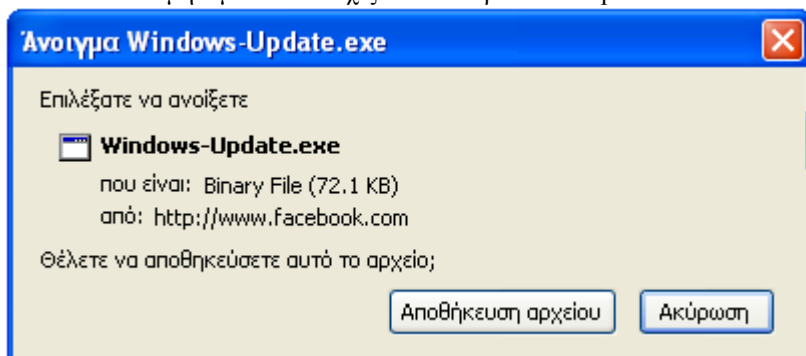 Άνοιγμα Windows-Update.exe
Επιλέξατε να ανοίξετε
Windows-Update.exe
που είναι: Binary File (72.1 KB)
από: http://www.facebook.com
Θέλετε να αποθηκεύσετε αυτό το αρχείο;
Αποθήκευση αρχείου Ακύρωση